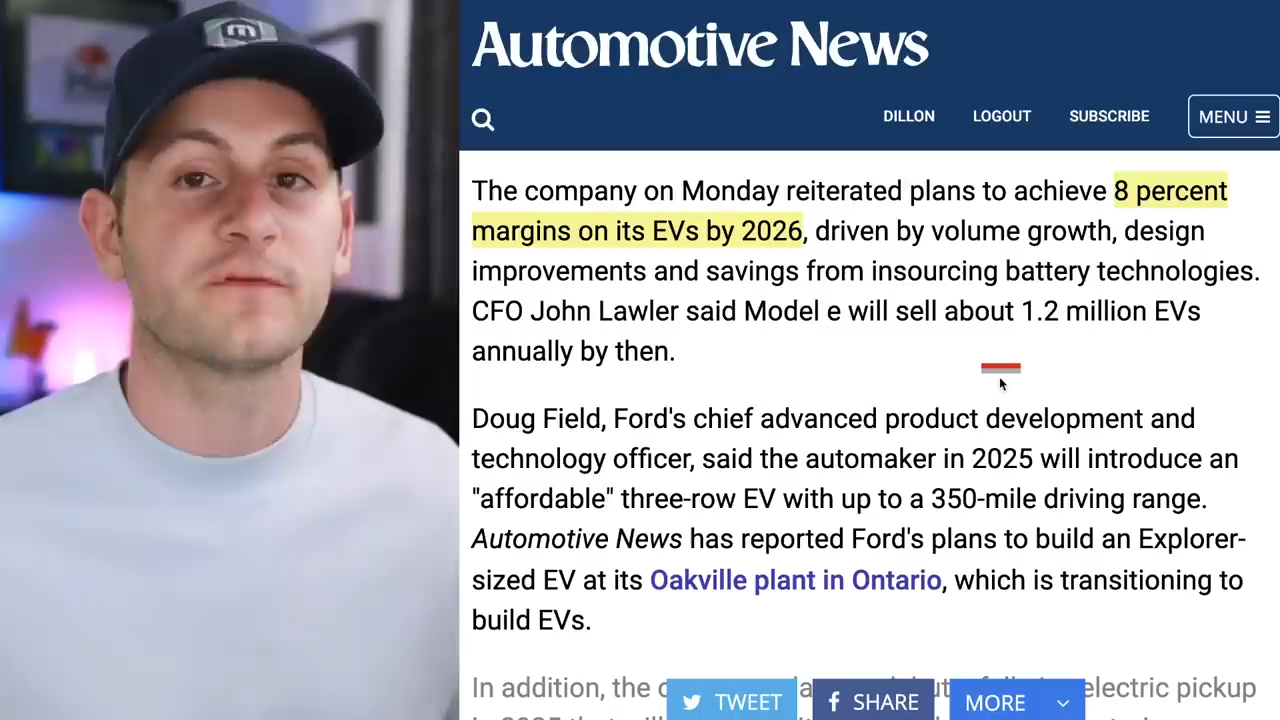 m
Automotive News
DILLON LOGOUT SUBSCRIBE MENU
The company on Monday reiterated plans to achieve 8 percent
margins on its EVs by 2026, driven by volume growth, design
improvements and savings from insourcing battery technologies.
CFO John Lawler said Model e will sell about 1.2 million EVs
annually by then.
Doug Field, Ford's chief advanced product development and
technology officer, said the automaker in 2025 will introduce an
"affordable" three-row EV with up to a 350-mile driving range.
Automotive News has reported Ford's plans to build an Explorer-
sized EV at its Oakville plant in Ontario, which is transitioning to
build EVs.
In addition, the electric pickup
TWEET SHARE MORE